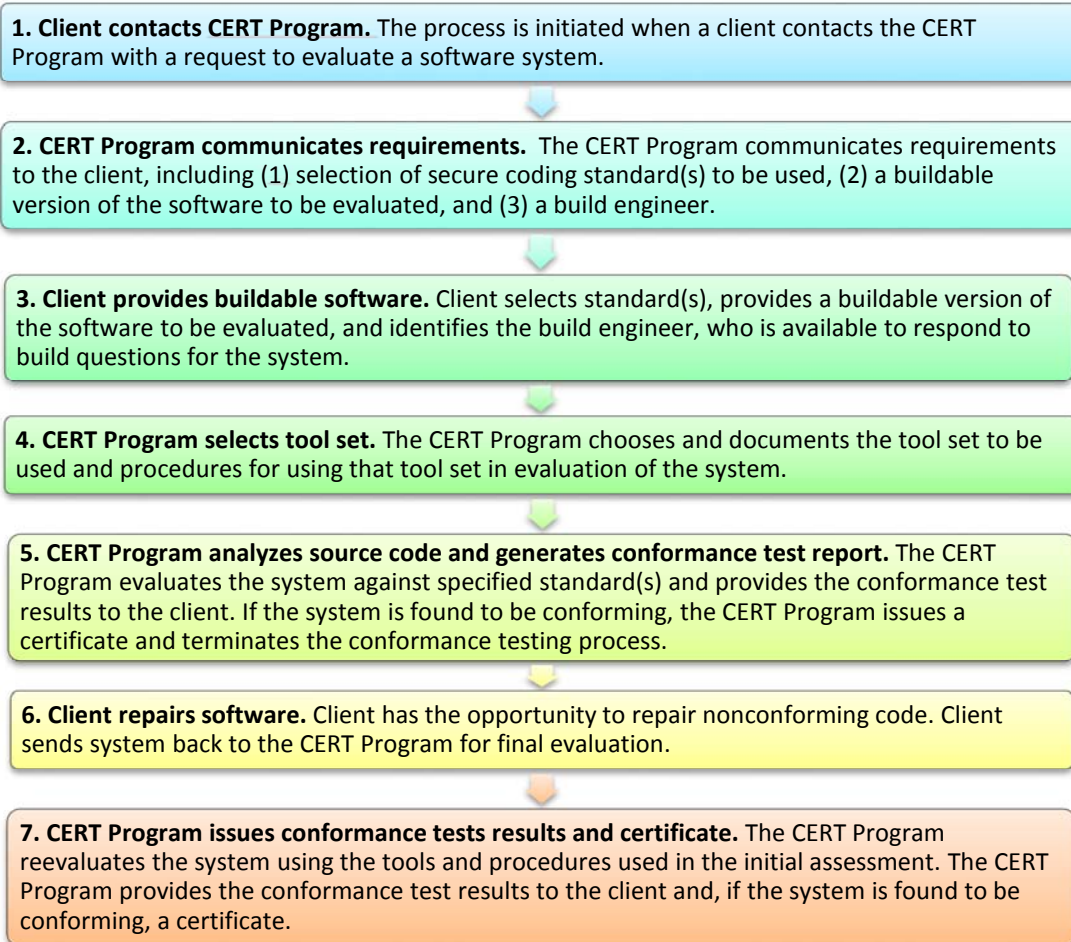 1. Client contacts CERT Program. The process is initiated when a client contacts the CERT
Program with a request to evaluate a software system.
2. CERT Program communicates requirements. The CERT Program communicates requirements
to the client, including (1) selection of secure coding standard(s) to be used, (2) a buildable
version of the software to be evaluated, and (3) a build engineer.
3. Client provides buildable software. Client selects standard(s), provides a buildable version of
the software to be evaluated, and identifies the build engineer, who is available to respond to
build questions for the system.
4. CERT Program selects tool set. The CERT Program chooses and documents the tool set to be
used and procedures for using that tool set in evaluation of the system.
5. CERT Program analyzes source code and generates conformance test report. The CERT
Program evaluates the system against specified standard(s) and provides the conformance test
results to the client. If the system is found to be conforming, the CERT Program issues a
certificate and terminates the conformance testing process.
6. Client repairs software. Client has the opportunity to repair nonconforming code. Client
sends system back to the CERT Program for final evaluation.
7. CERT Program issues conformance tests results and certificate. The CERT Program
reevaluates the system using the tools and procedures used in the initial assessment. The CERT
Program provides the conformance test results to the client and, if the system is found to be
conforming, a certificate.